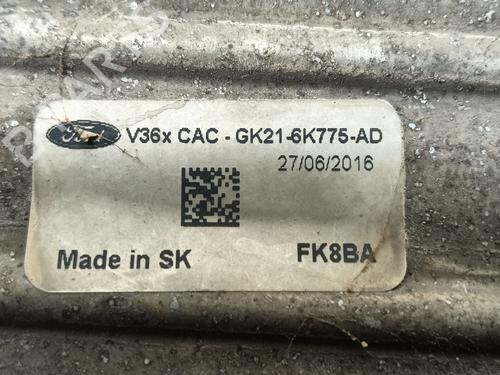 Ford V36x CAC - GK21-6K775-AD
27/06/2016
Made in SK FK8BA